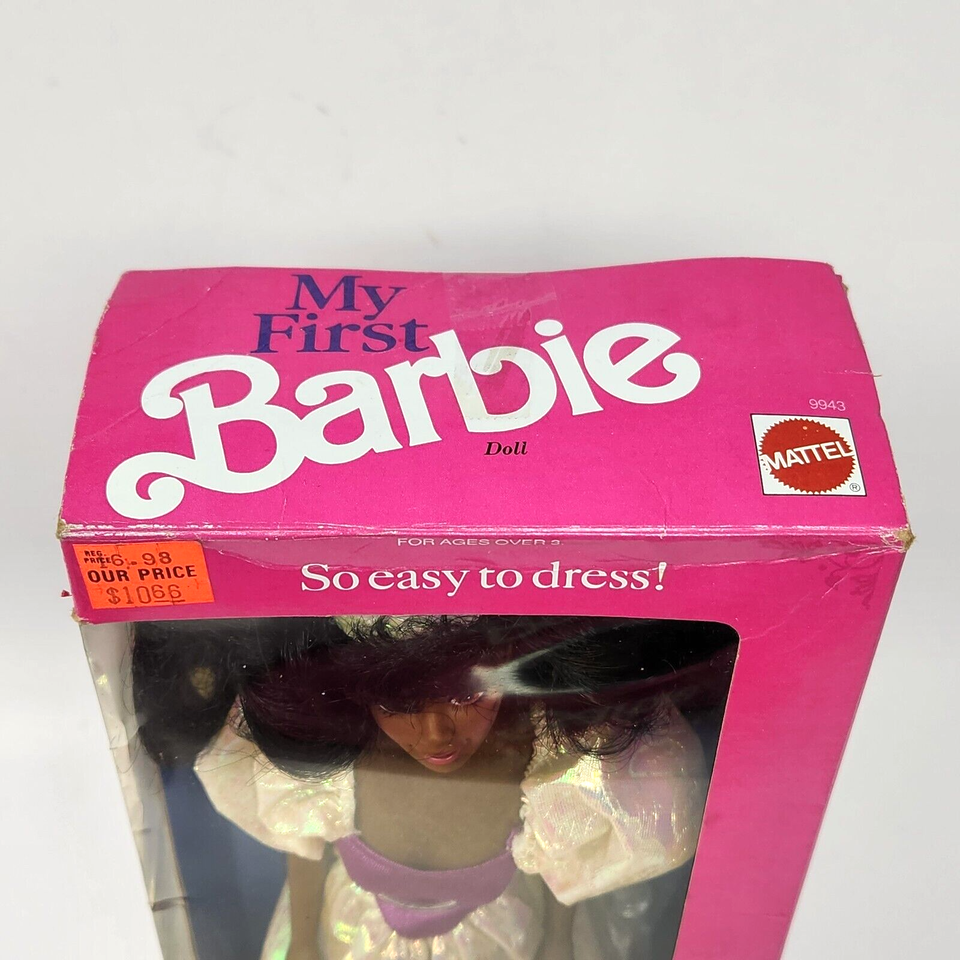 My
First
Barbie
Doll
9943
MATTEL
®
FOR AGES OVER 3.
So easy to dress!
REG.
PRICE 16.98
OUR PRICE
$1066